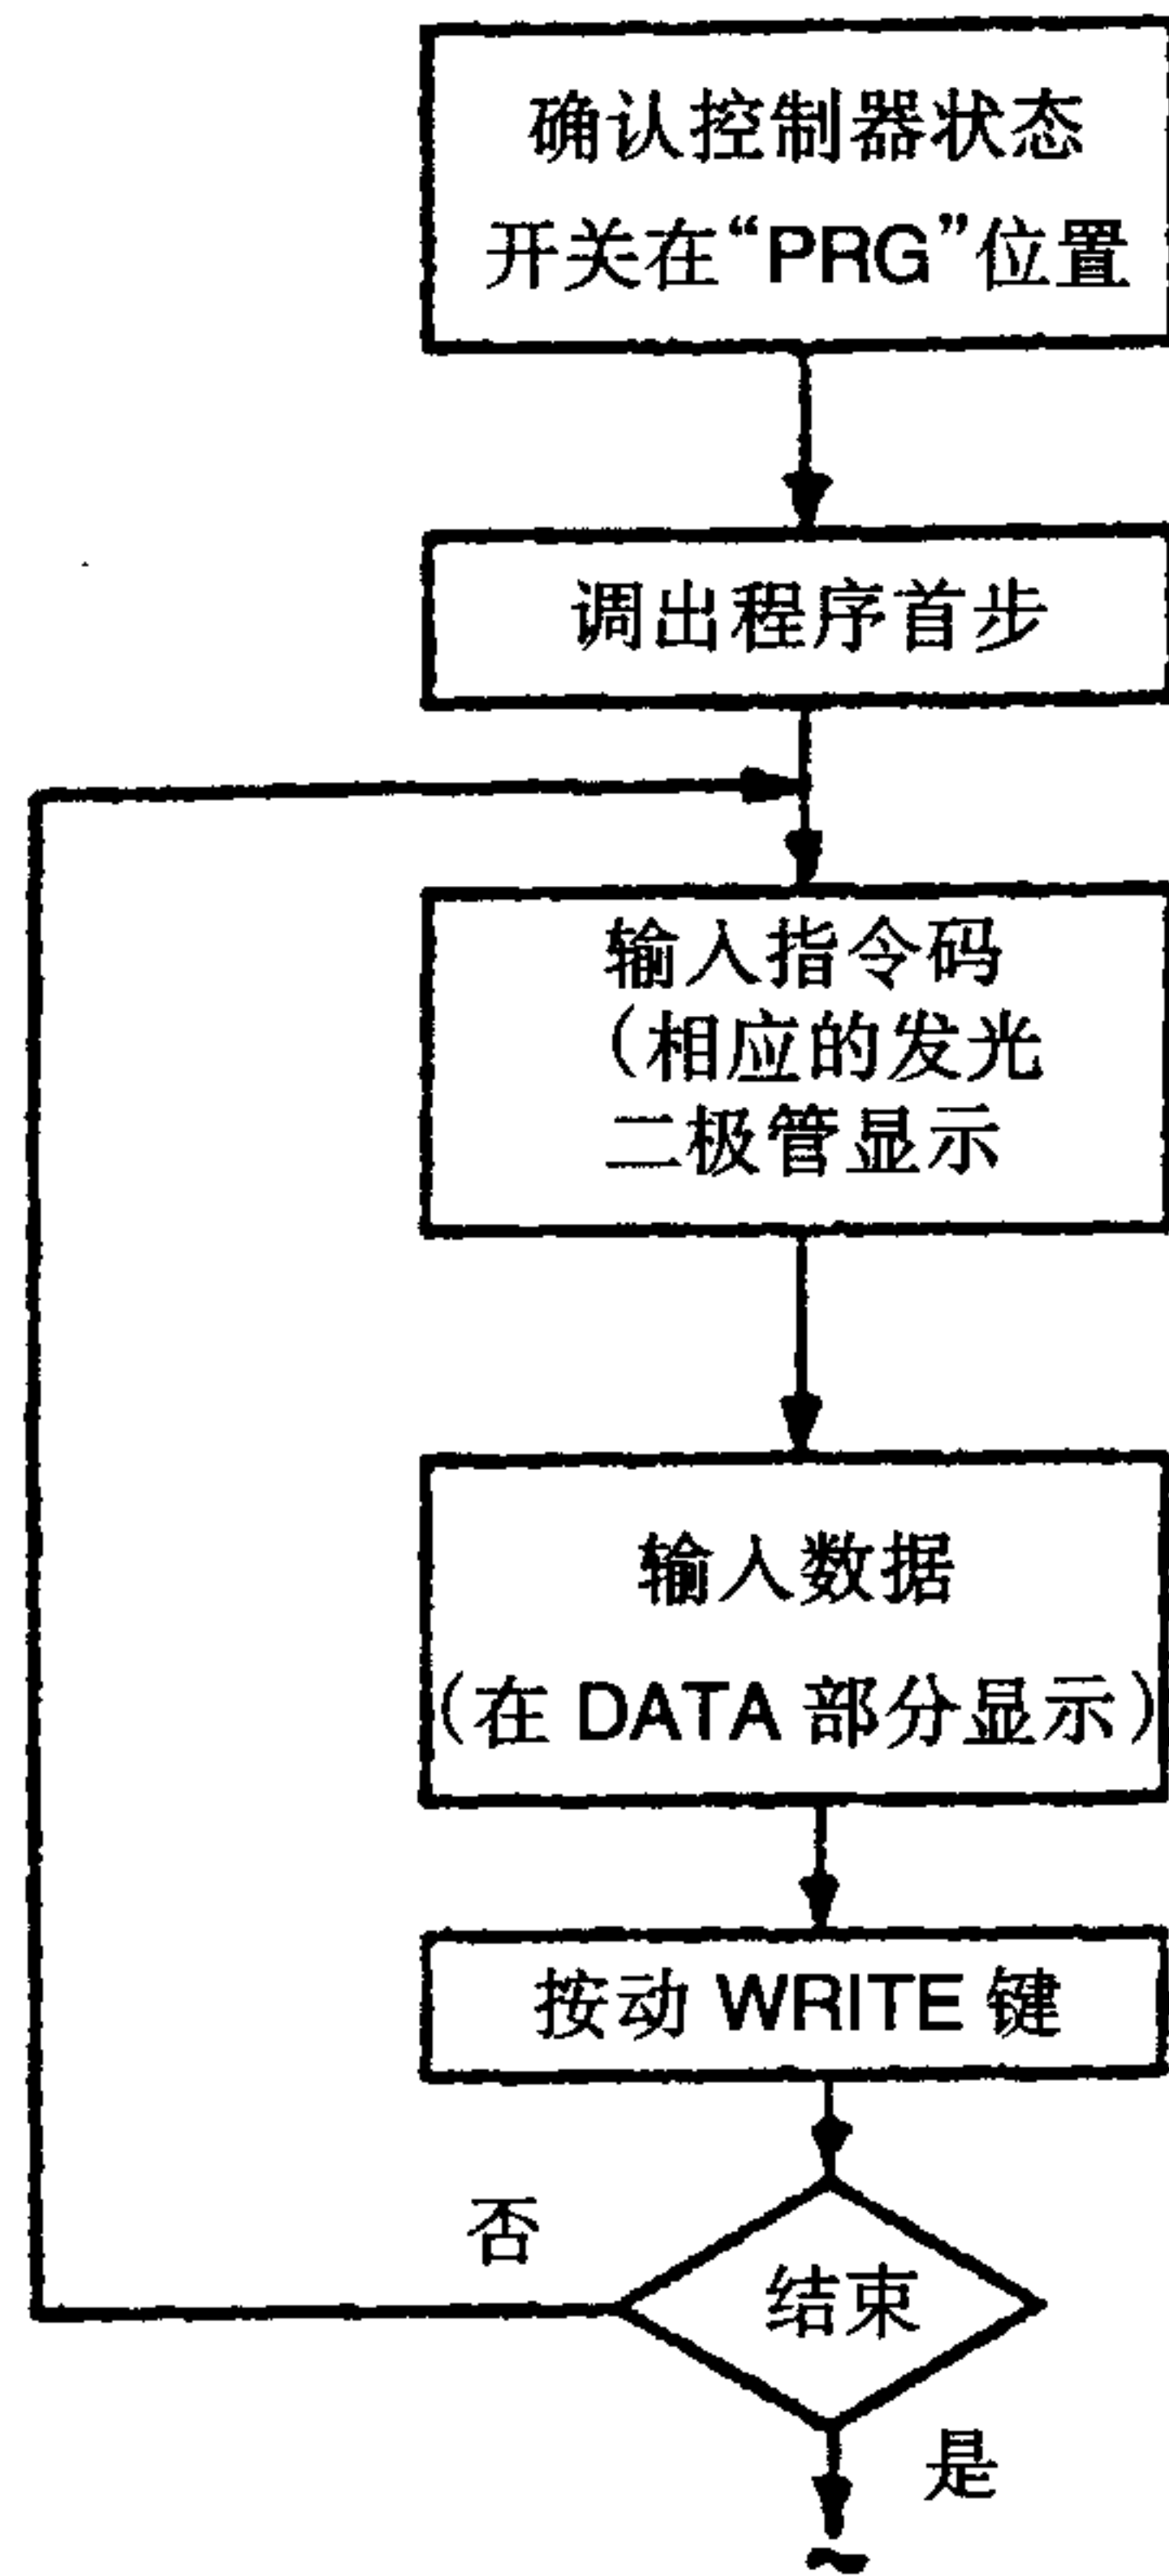 确认控制器状态
开关在“PRG”位置
调出程序首步
输入指令码
(相应的发光
二极管显示
输入数据
(在 DATA 部分显示)
按动 WRITE 键
否
结束
是